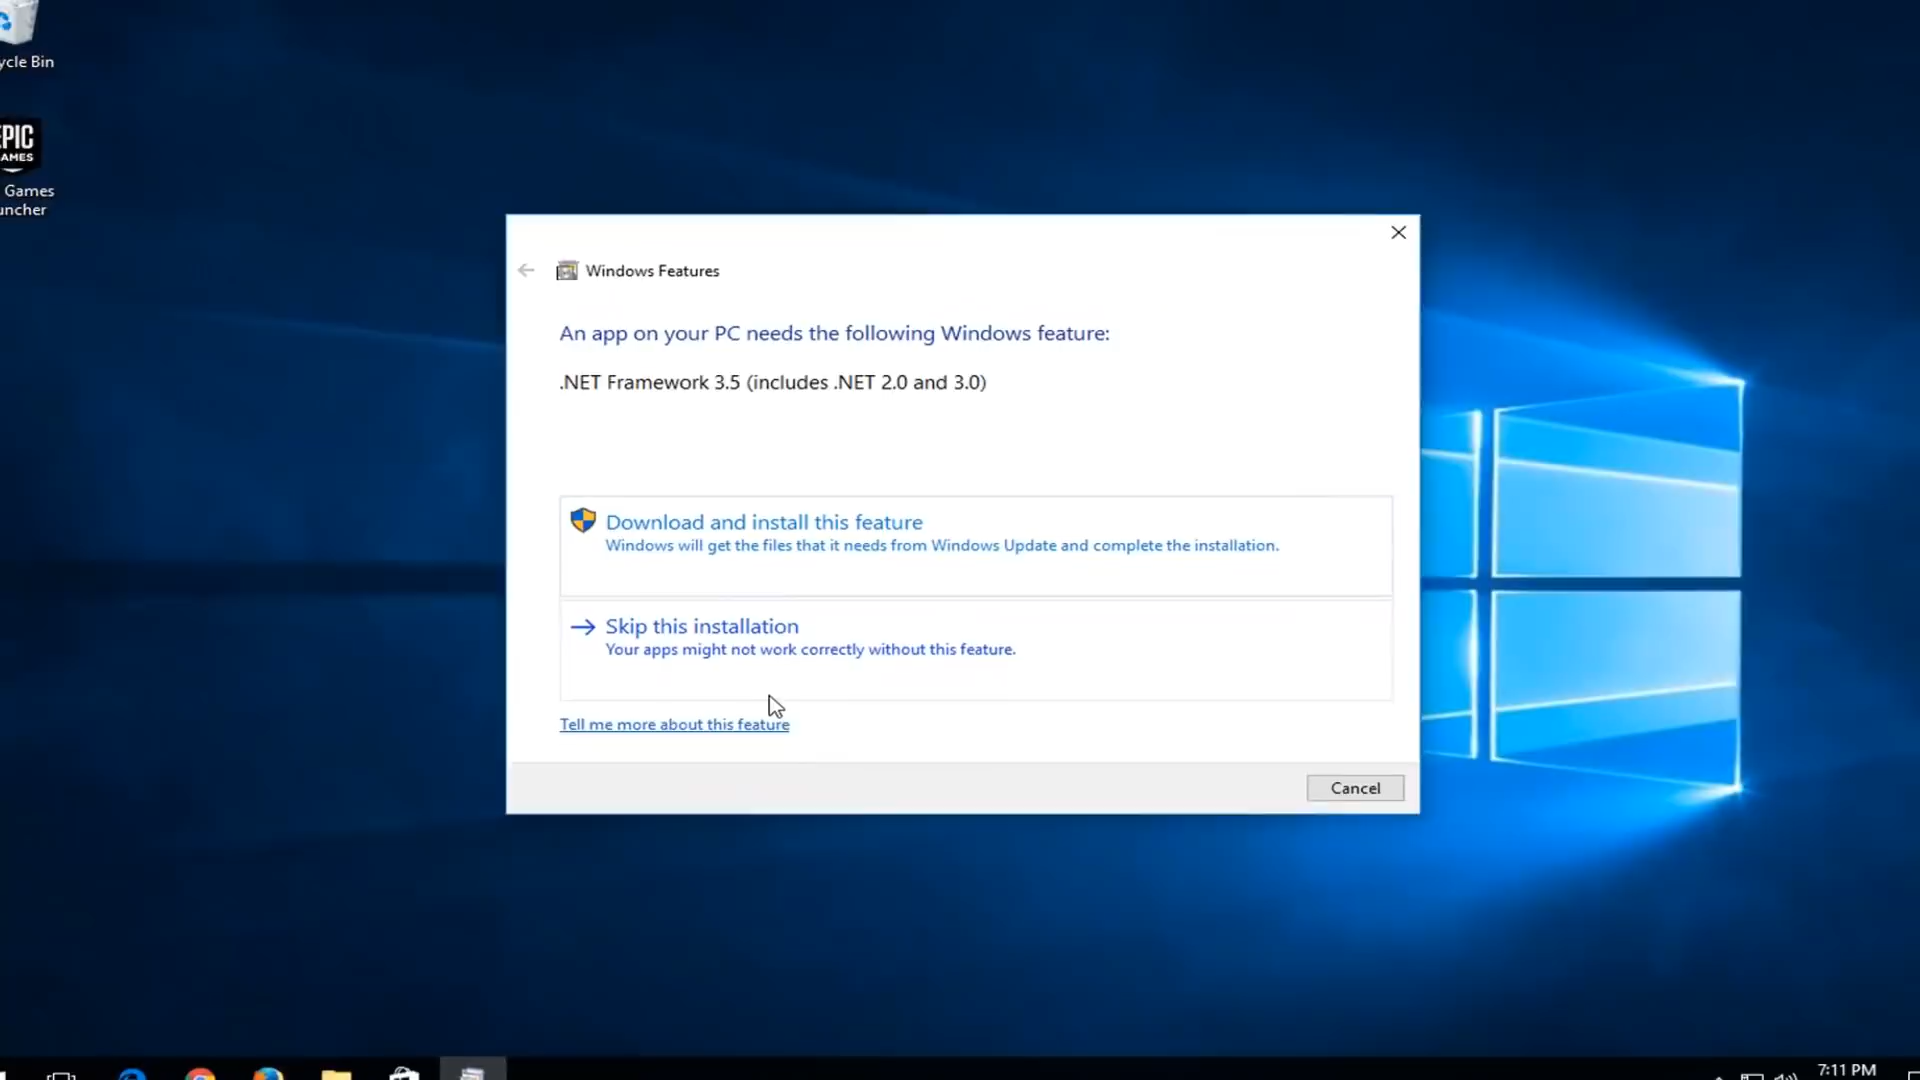 ycle Bin
EPIC
AMES
Games
uncher
Windows Features
An app on your PC needs the following Windows feature:
.NET Framework 3.5 (includes .NET 2.0 and 3.0)
Download and install this feature
Windows will get the files that it needs from Windows Update and complete the installation.
Skip this installation
Your apps might not work correctly without this feature.
Tell me more about this feature
Cancel
7:11 PM